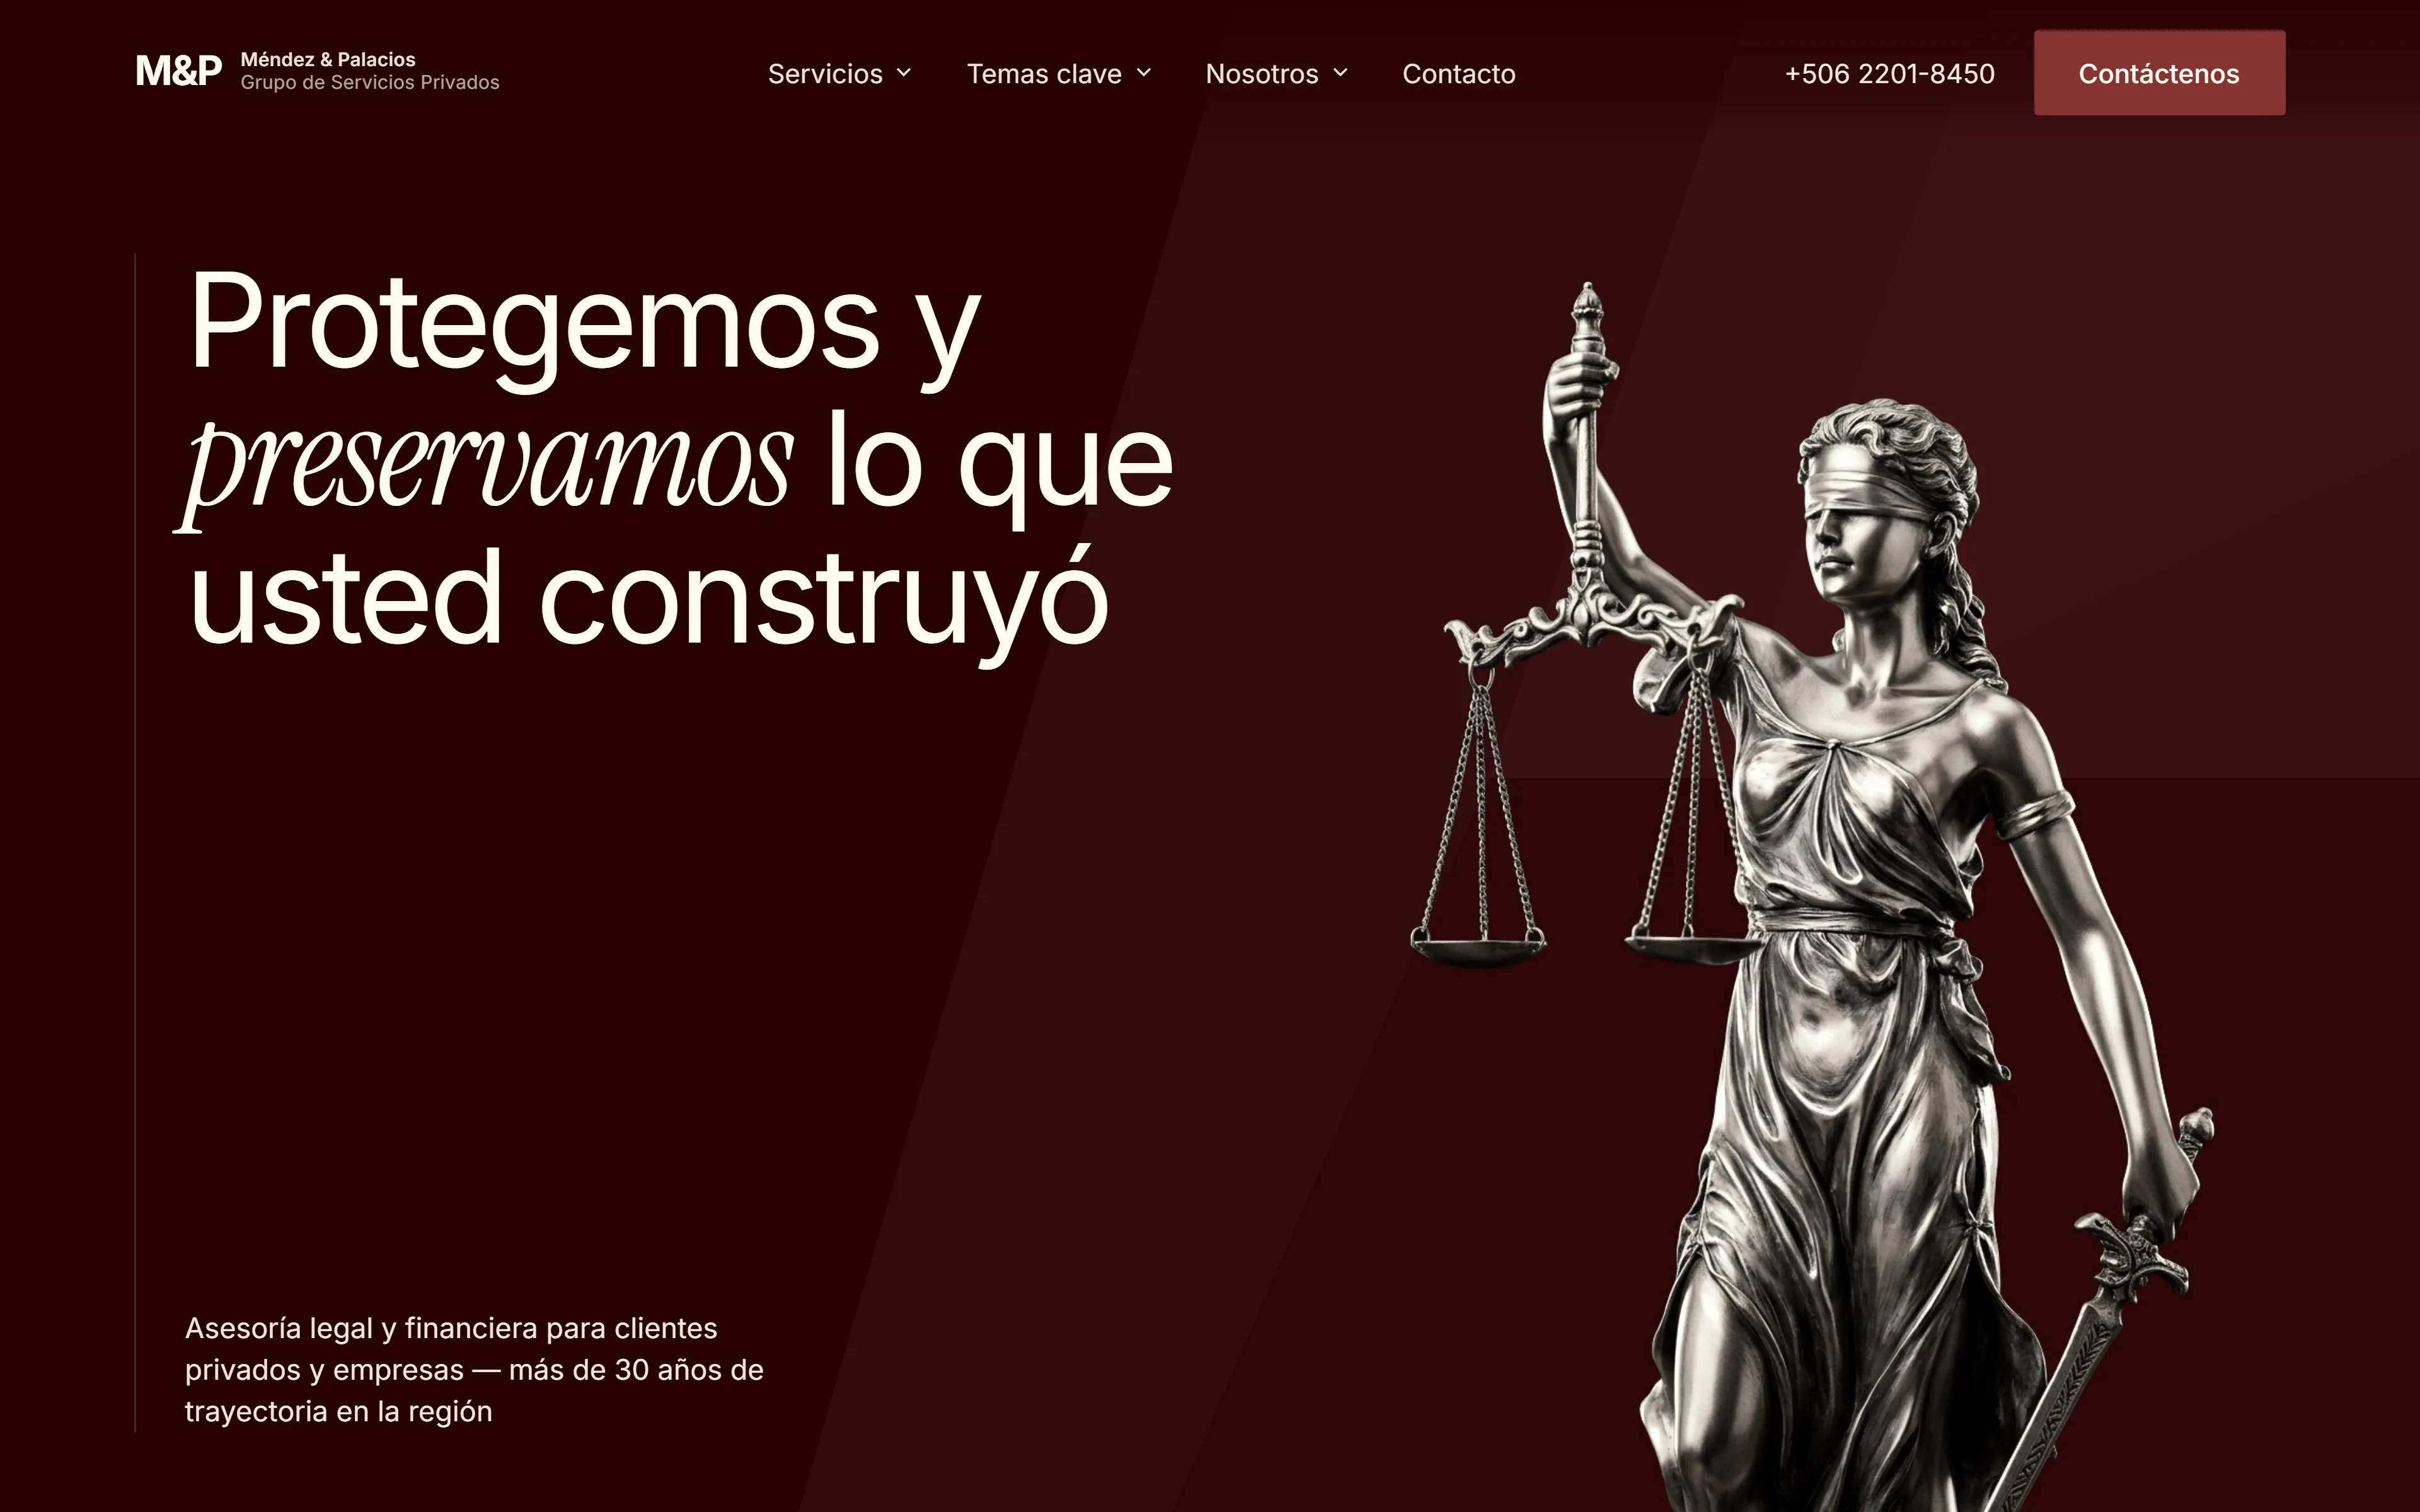 M&P
Méndez & Palacios
Grupo de Servicios Privados
Servicios
Temas clave
Nosotros
Contacto
+506 2201-8450
Contáctenos
Protegemos y
preservamos lo que
usted construyó
Asesoría legal y financiera para clientes
privados y empresas — más de 30 años de
trayectoria en la región